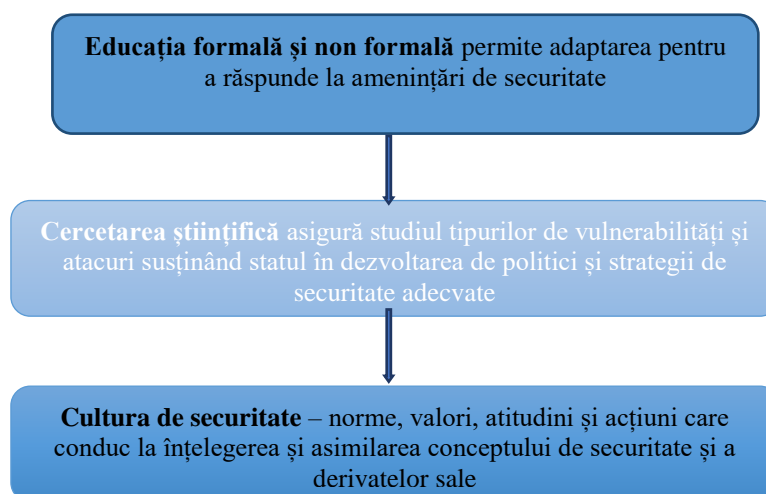 Educația formală și non formală permite adaptarea pentru
a răspunde la amenințări de securitate
Cercetarea științifică asigură studiul tipurilor de vulnerabilități și
atacuri susținând statul în dezvoltarea de politici și strategii de
securitate adecvate
Cultura de securitate – norme, valori, atitudini și acțiuni care
conduc la înțelegerea și asimilarea conceptului de securitate și a
derivatelor sale